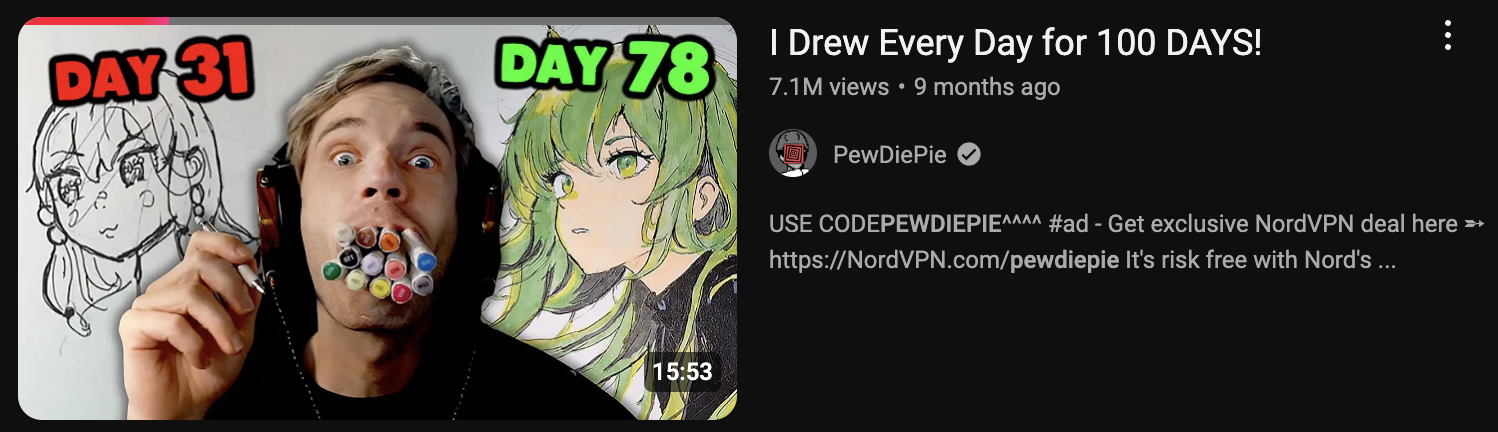 DAY 31
DAY 78
15:53
I Drew Every Day for 100 DAYS!
7.1M views • 9 months ago
PewDiePie
USE CODEPEWDIEPIE^^^^ #ad - Get exclusive NordVPN deal here ➵
https://NordVPN.com/pewdiepie It's risk free with Nord's ...